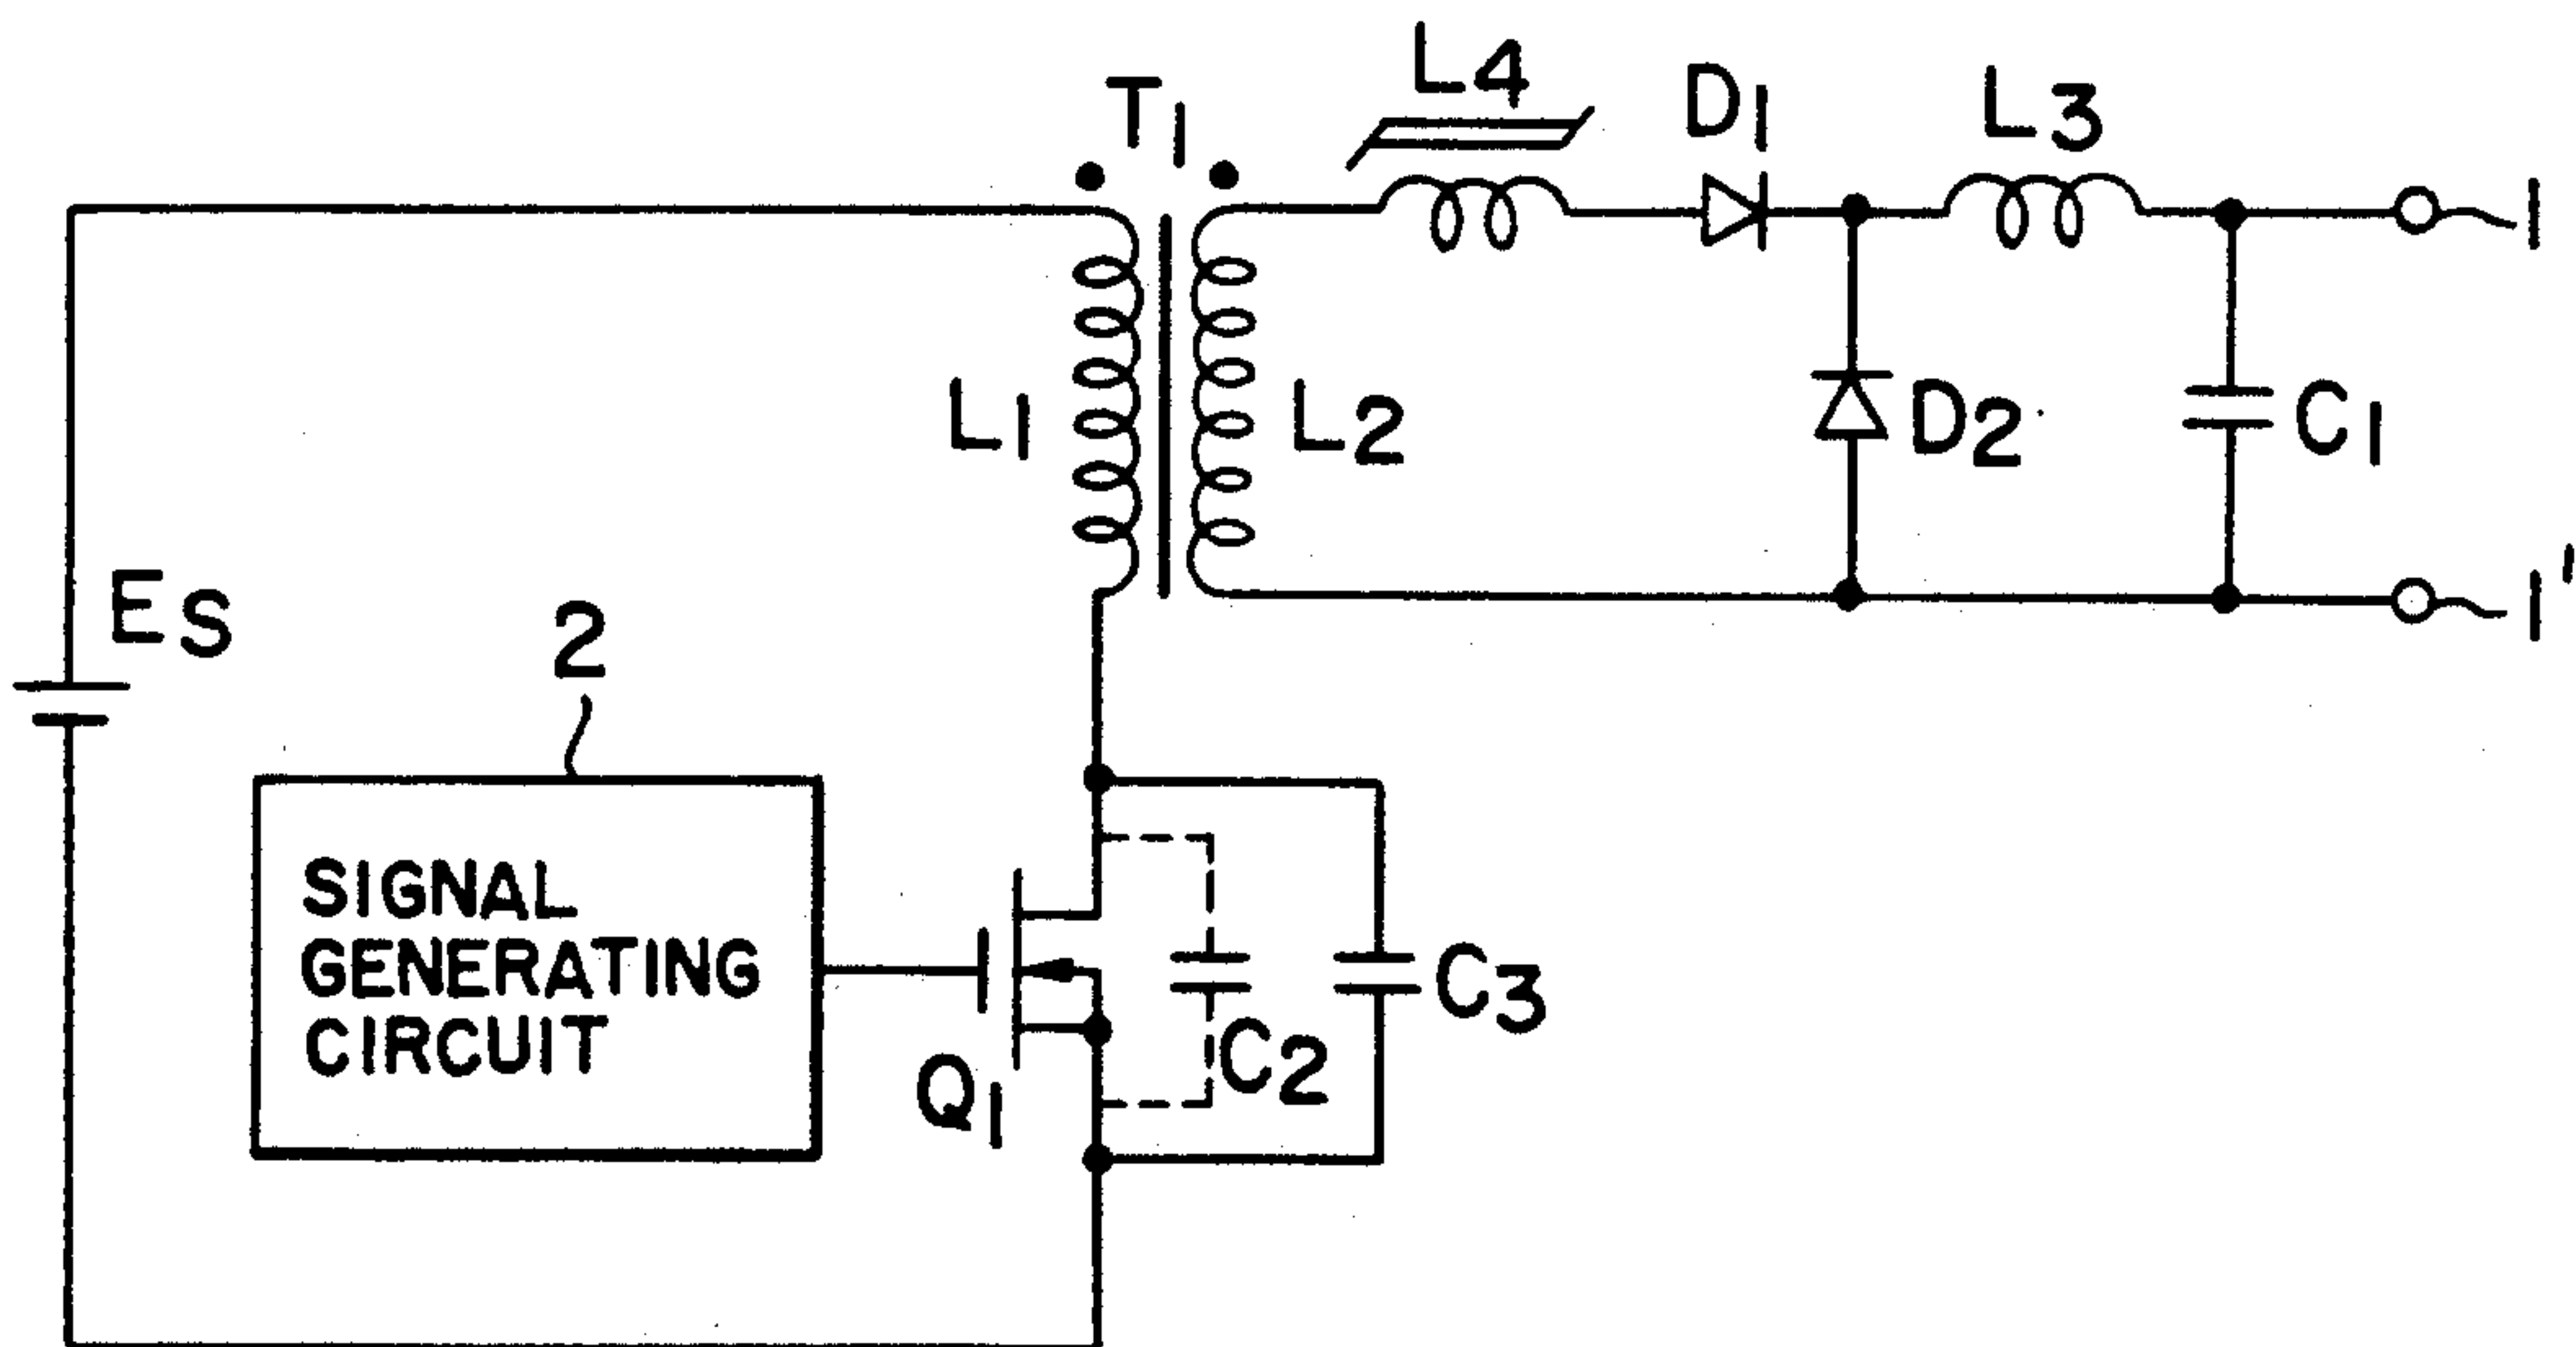 T1
L4
D1
L3
1
L1
L2
D2
C1
1'
ES
2
SIGNAL
GENERATING
CIRCUIT
Q1
C2
C3